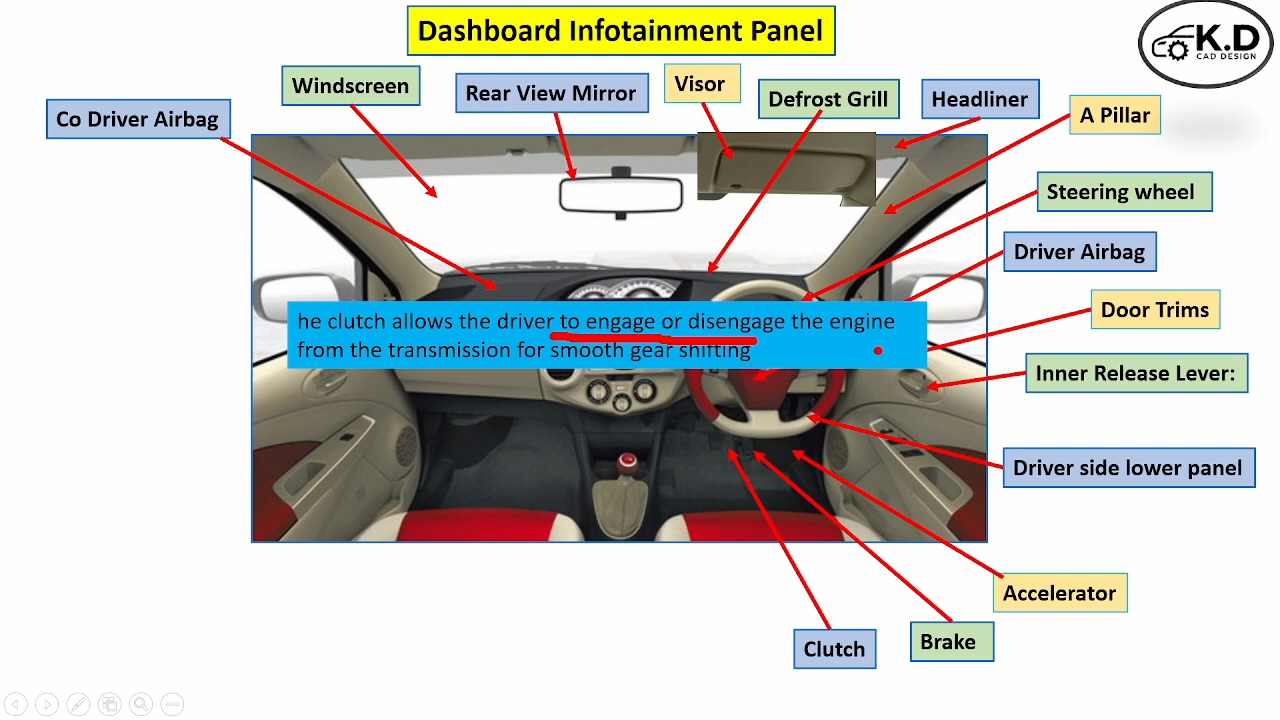 Dashboard Infotainment Panel
K.D
CAD DESIGN
Windscreen
Rear View Mirror
Visor
Defrost Grill
Headliner
A Pillar
Co Driver Airbag
Steering wheel
Driver Airbag
Door Trims
he clutch allows the driver to engage or disengage the engine
from the transmission for smooth gear shifting
Inner Release Lever:
Driver side lower panel
Accelerator
Clutch
Brake